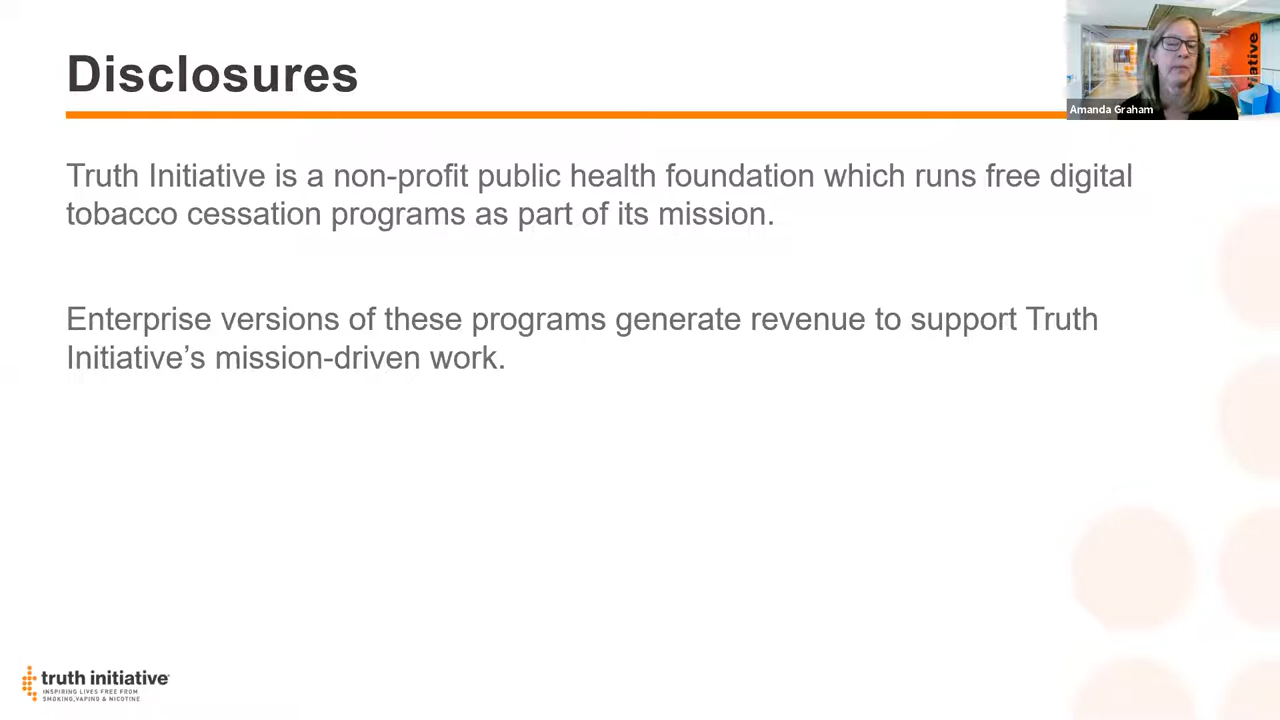 Disclosures
Amanda Graham
Truth Initiative is a non-profit public health foundation which runs free digital
tobacco cessation programs as part of its mission.
Enterprise versions of these programs generate revenue to support Truth
Initiative’s mission-driven work.
truth initiative
INSPIRING LIVES FREE FROM
SMOKING, VAPING & NICOTINE